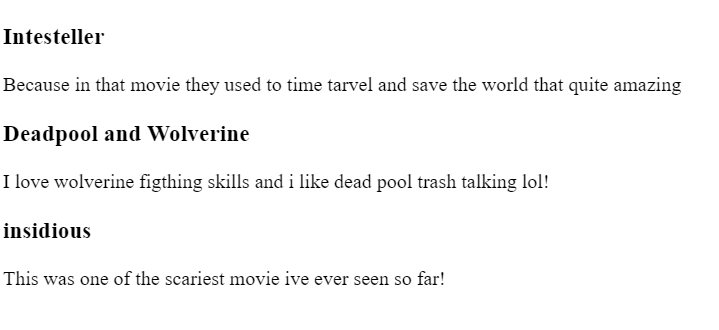 Intesteller
Because in that movie they used to time tarvel and save the world that quite amazing
Deadpool and Wolverine
I love wolverine figthing skills and i like dead pool trash talking lol!
insidious
This was one of the scariest movie ive ever seen so far!